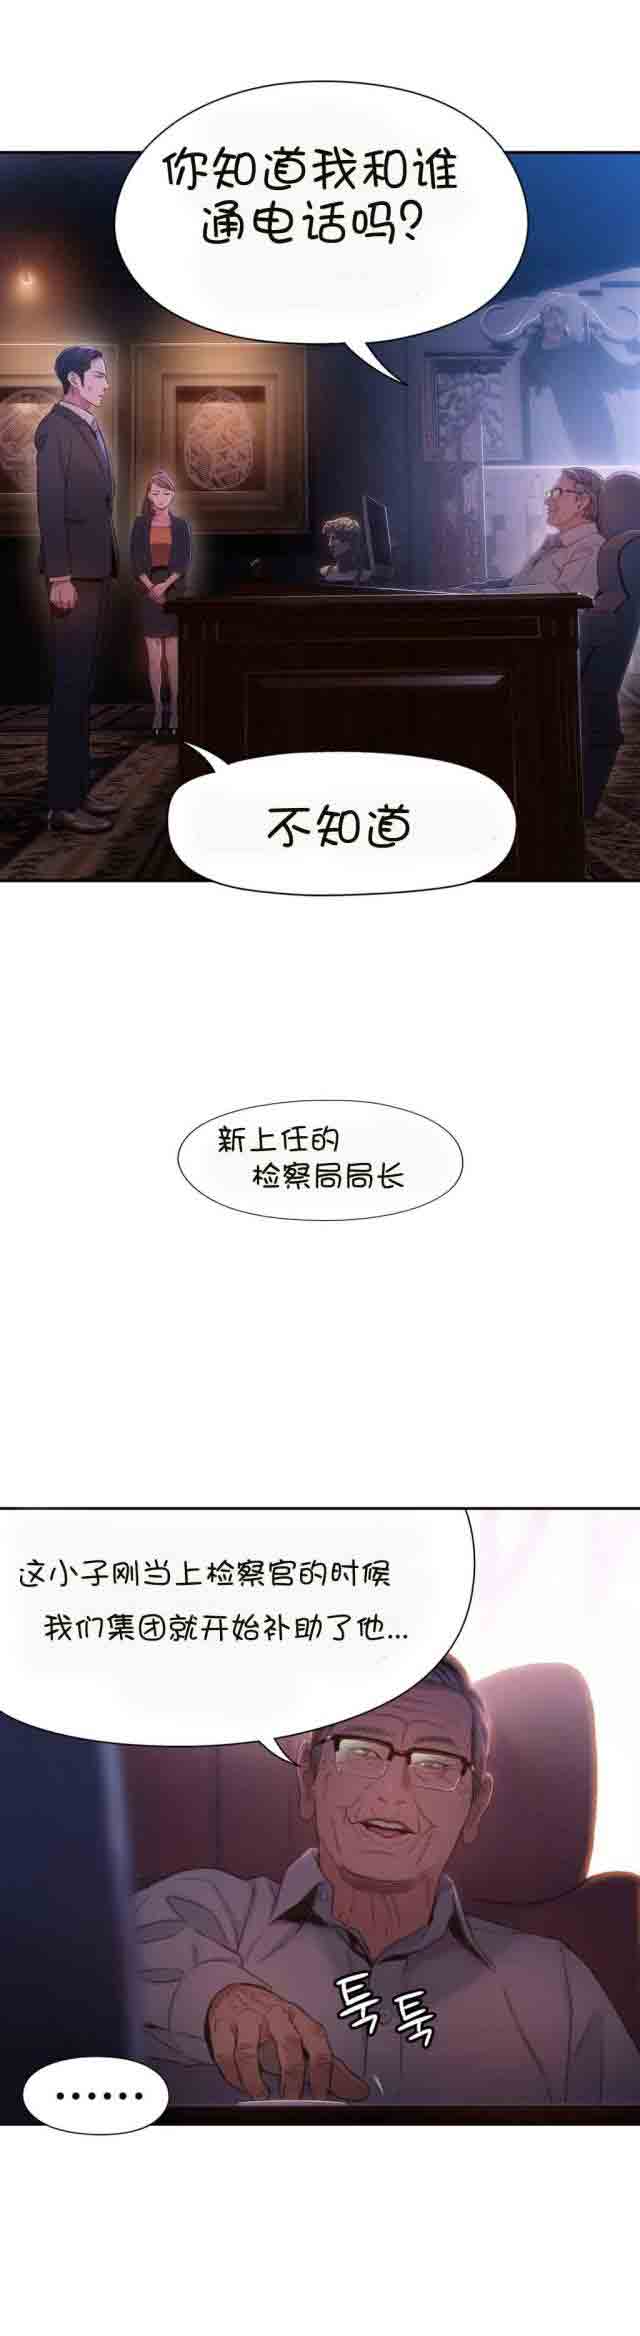 你知道我和谁
通电话吗?
不知道
新上任的
检察局局长
这小子刚当上检察官的时候
我们集团就开始补助了他...
툭툭
......